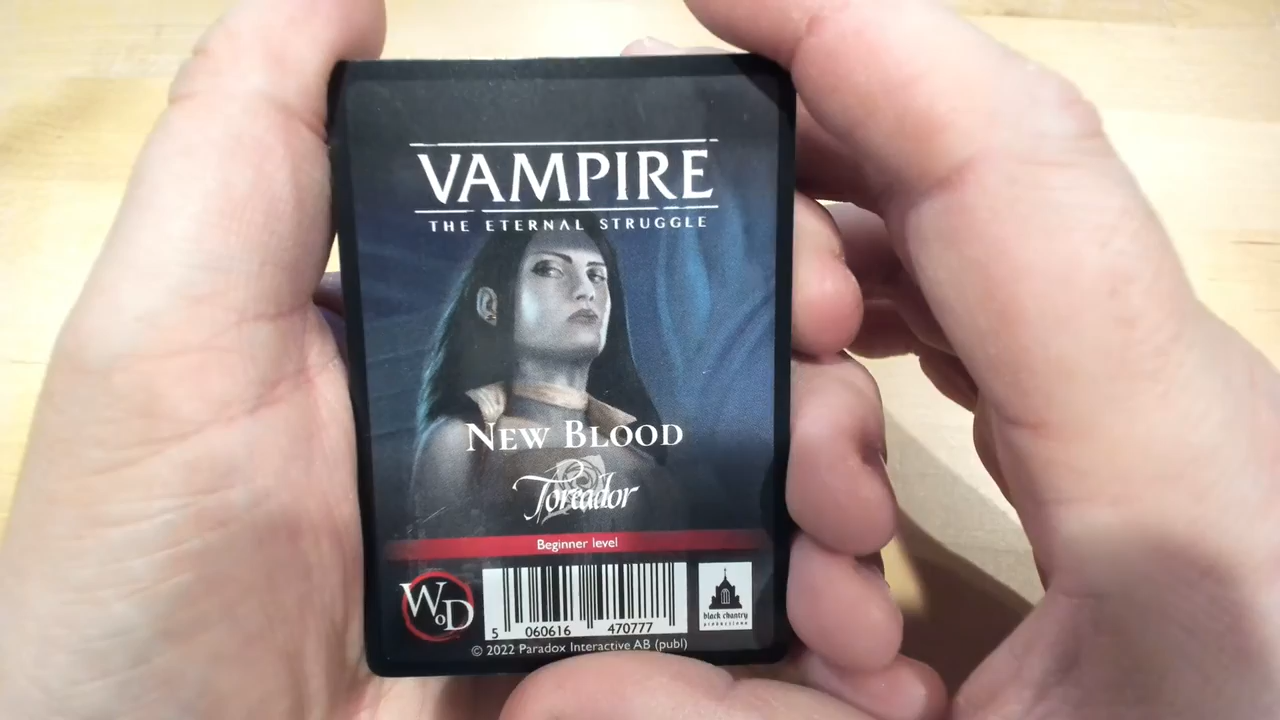 VAMPIRE
THE ETERNAL STRUGGLE
NEW BLOOD
Toreador
Beginner level
WoD
5 060616 470777
black chantry
productions
© 2022 Paradox Interactive AB (publ)